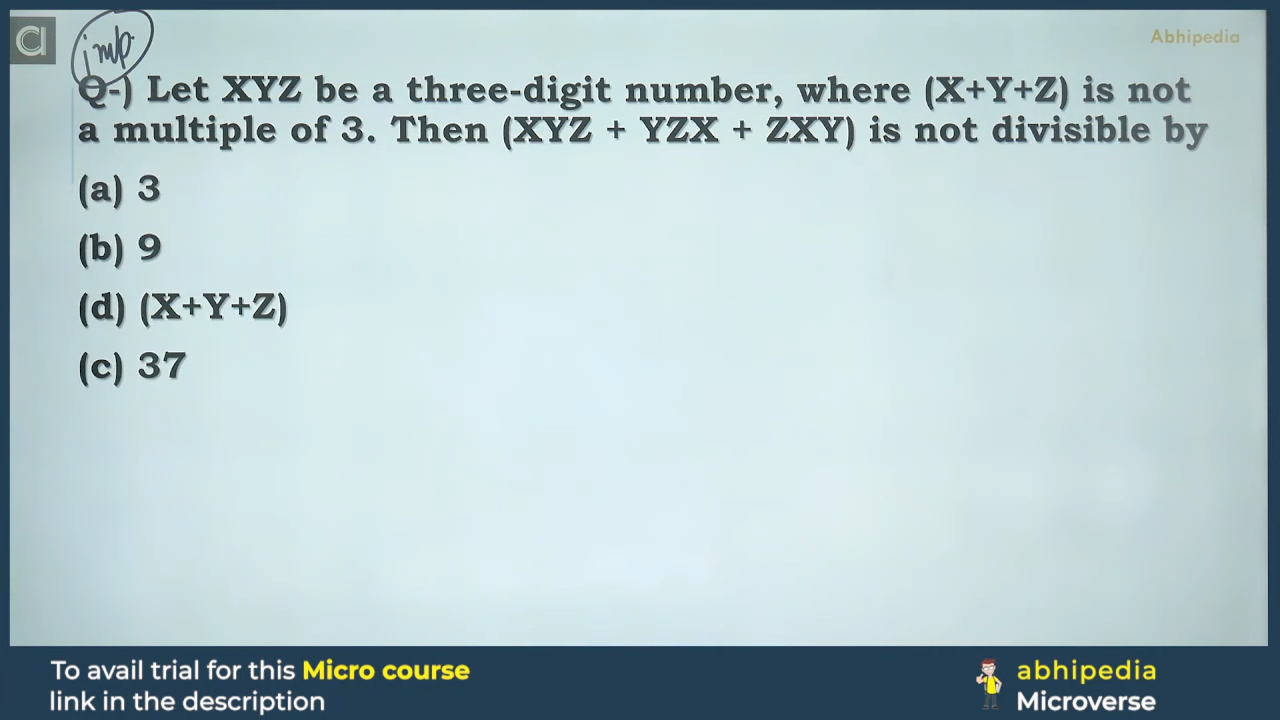 imp.
Abhipedia
Q-) Let XYZ be a three-digit number, where (X+Y+Z) is not
a multiple of 3. Then (XYZ + YZX + ZXY) is not divisible by
(a) 3
(b) 9
(d) (X+Y+Z)
(c) 37
To avail trial for this Micro course
link in the description
abhipedia
Microverse